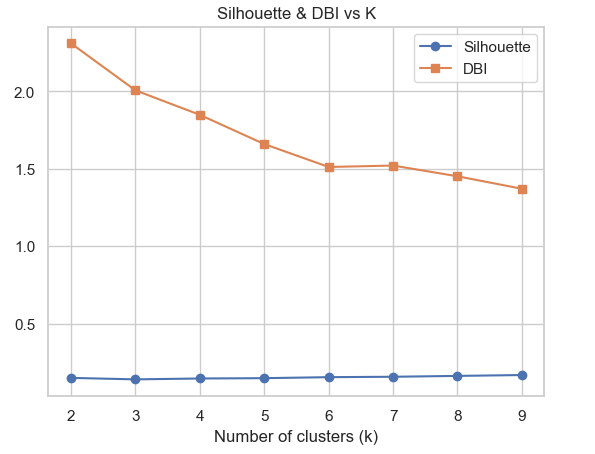 Silhouette & DBI vs K
Silhouette
DBI
2.0
1.5
1.0
0.5
2 3 4 5 6 7 8 9
Number of clusters (k)